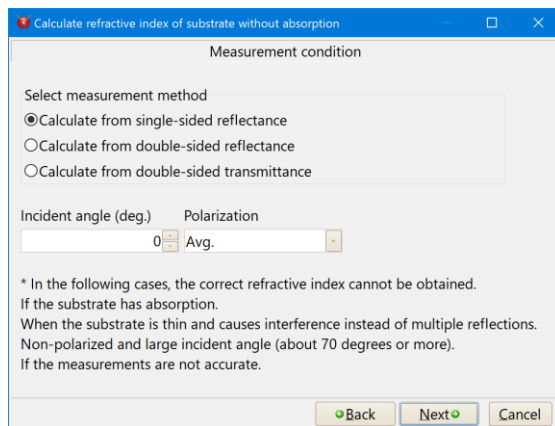 Calculate refractive index of substrate without absorption
Measurement condition
Select measurement method
Calculate from single-sided reflectance
Calculate from double-sided reflectance
Calculate from double-sided transmittance
Incident angle (deg.) Polarization
0 Avg.
* In the following cases, the correct refractive index cannot be obtained.
If the substrate has absorption.
When the substrate is thin and causes interference instead of multiple reflections.
Non-polarized and large incident angle (about 70 degrees or more).
If the measurements are not accurate.
Back Next Cancel